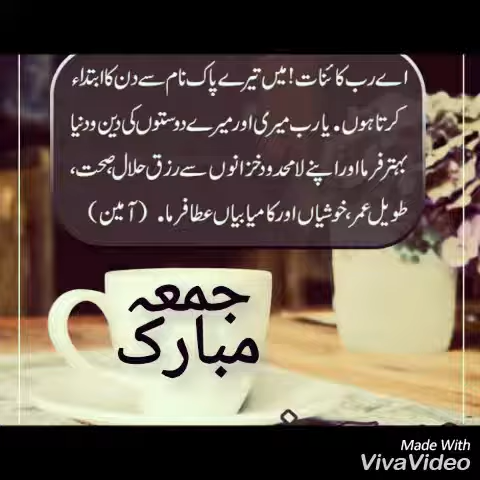 اے رب کائنات! میں تیرے پاک نام سے دن کا ابتداء
کرتا ہوں۔ یارب میری اور میرے دوستوں کی دین و دنیا
بہتر فرما اور اپنے لامحدود خزانوں سے رزق حلال، صحت،
طویل عمر، خوشیاں اور کامیابیاں عطا فرما۔ (آمین)
جمعہ
مبارک
Made With
VivaVideo